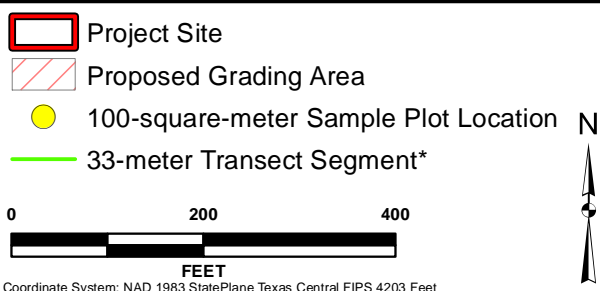 Project Site
Proposed Grading Area
100-square-meter Sample Plot Location
N
33-meter Transect Segment*
0 200 400
FEET
Coordinate System: NAD 1983 StatePlane Texas Central FIPS 4203 Feet